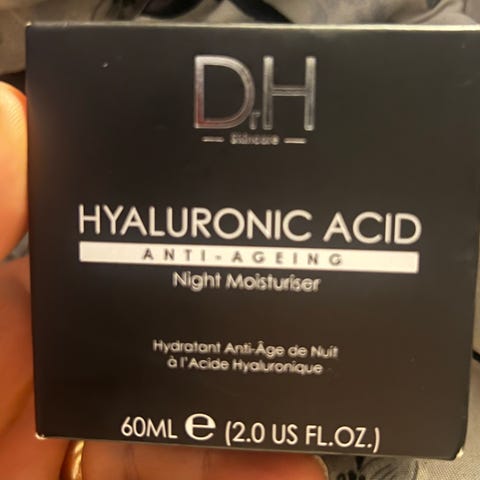 DrH
— Skincare —
HYALURONIC ACID
ANTI-AGEING
Night Moisturiser
Hydratant Anti-Âge de Nuit
à l'Acide Hyaluronique
60ML ℮ (2.0 US FL.OZ.)